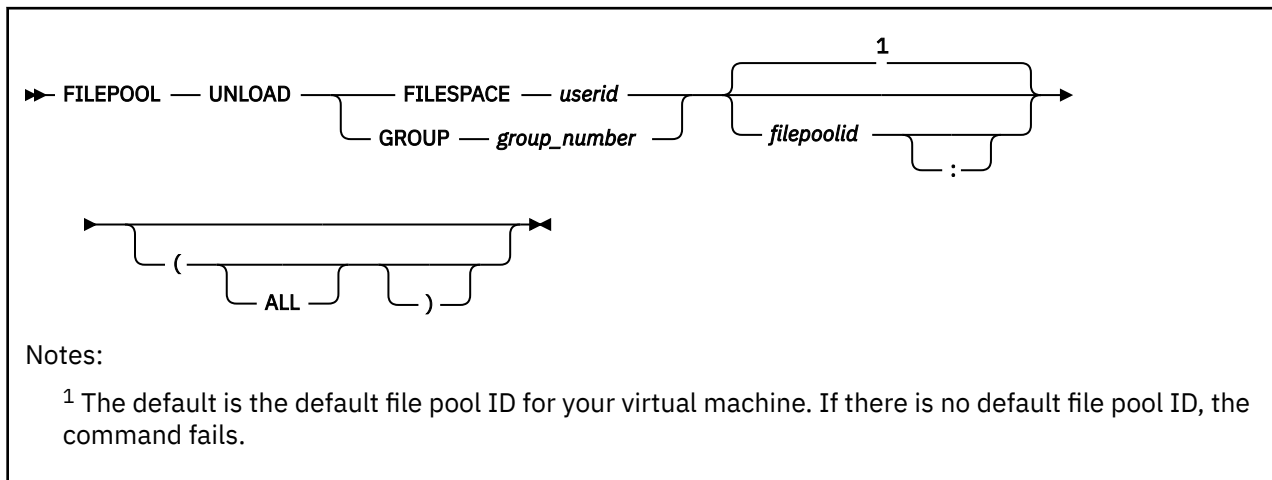 1
FILEPOOL UNLOAD FILESPACE userid
GROUP group_number filepoolid
:
(
ALL )
Notes:
1 The default is the default file pool ID for your virtual machine. If there is no default file pool ID, the
command fails.